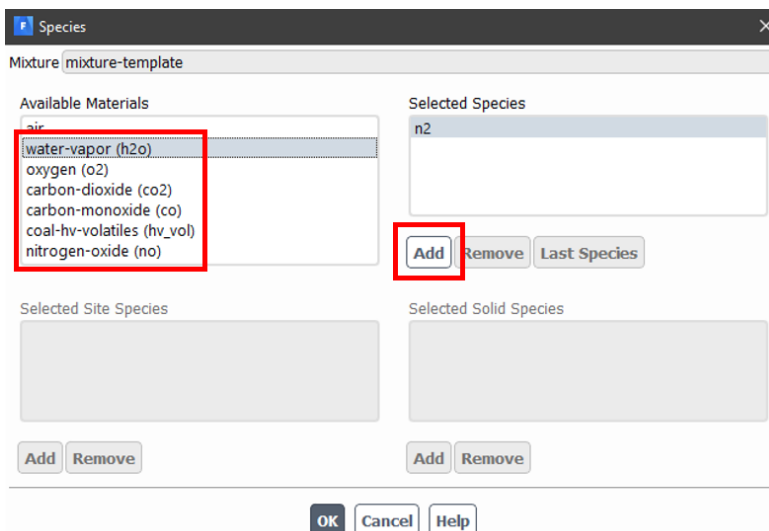 F Species
Mixture mixture-template
Available Materials
air
water-vapor (h2o)
oxygen (o2)
carbon-dioxide (co2)
carbon-monoxide (co)
coal-hv-volatiles (hv_vol)
nitrogen-oxide (no)
Selected Species
n2
Add Remove Last Species
Selected Site Species
Add Remove
Selected Solid Species
Add Remove
OK Cancel Help